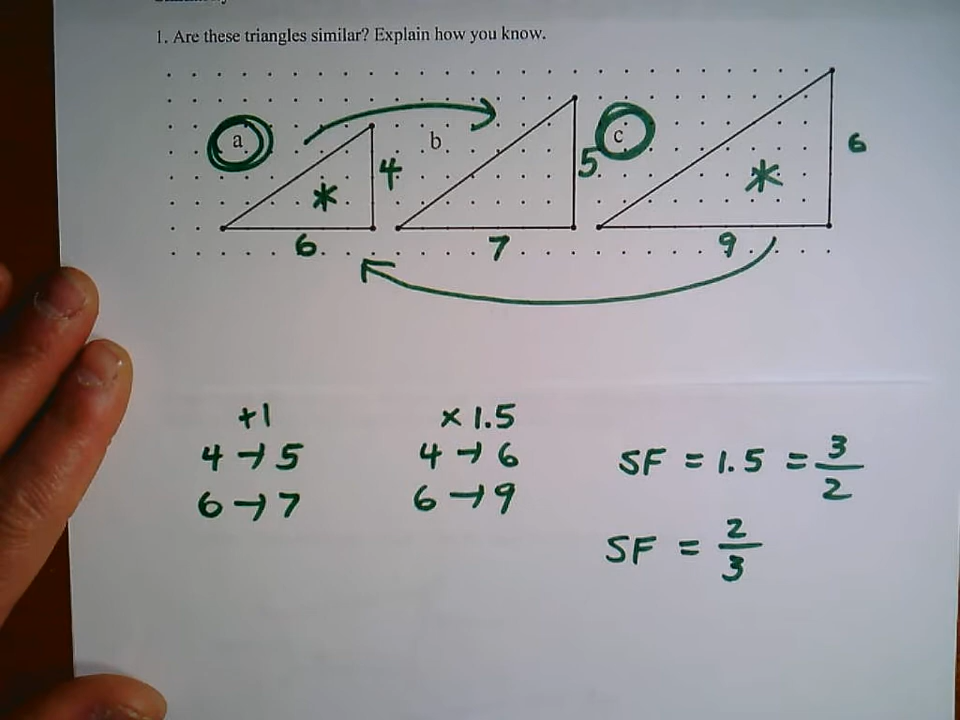 1. Are these triangles similar? Explain how you know.
a b c
4 5 6
6 7 9
+1 × 1.5
4 → 5 4 → 6
6 → 7 6 → 9
SF = 1.5 = 3/2
SF = 2/3